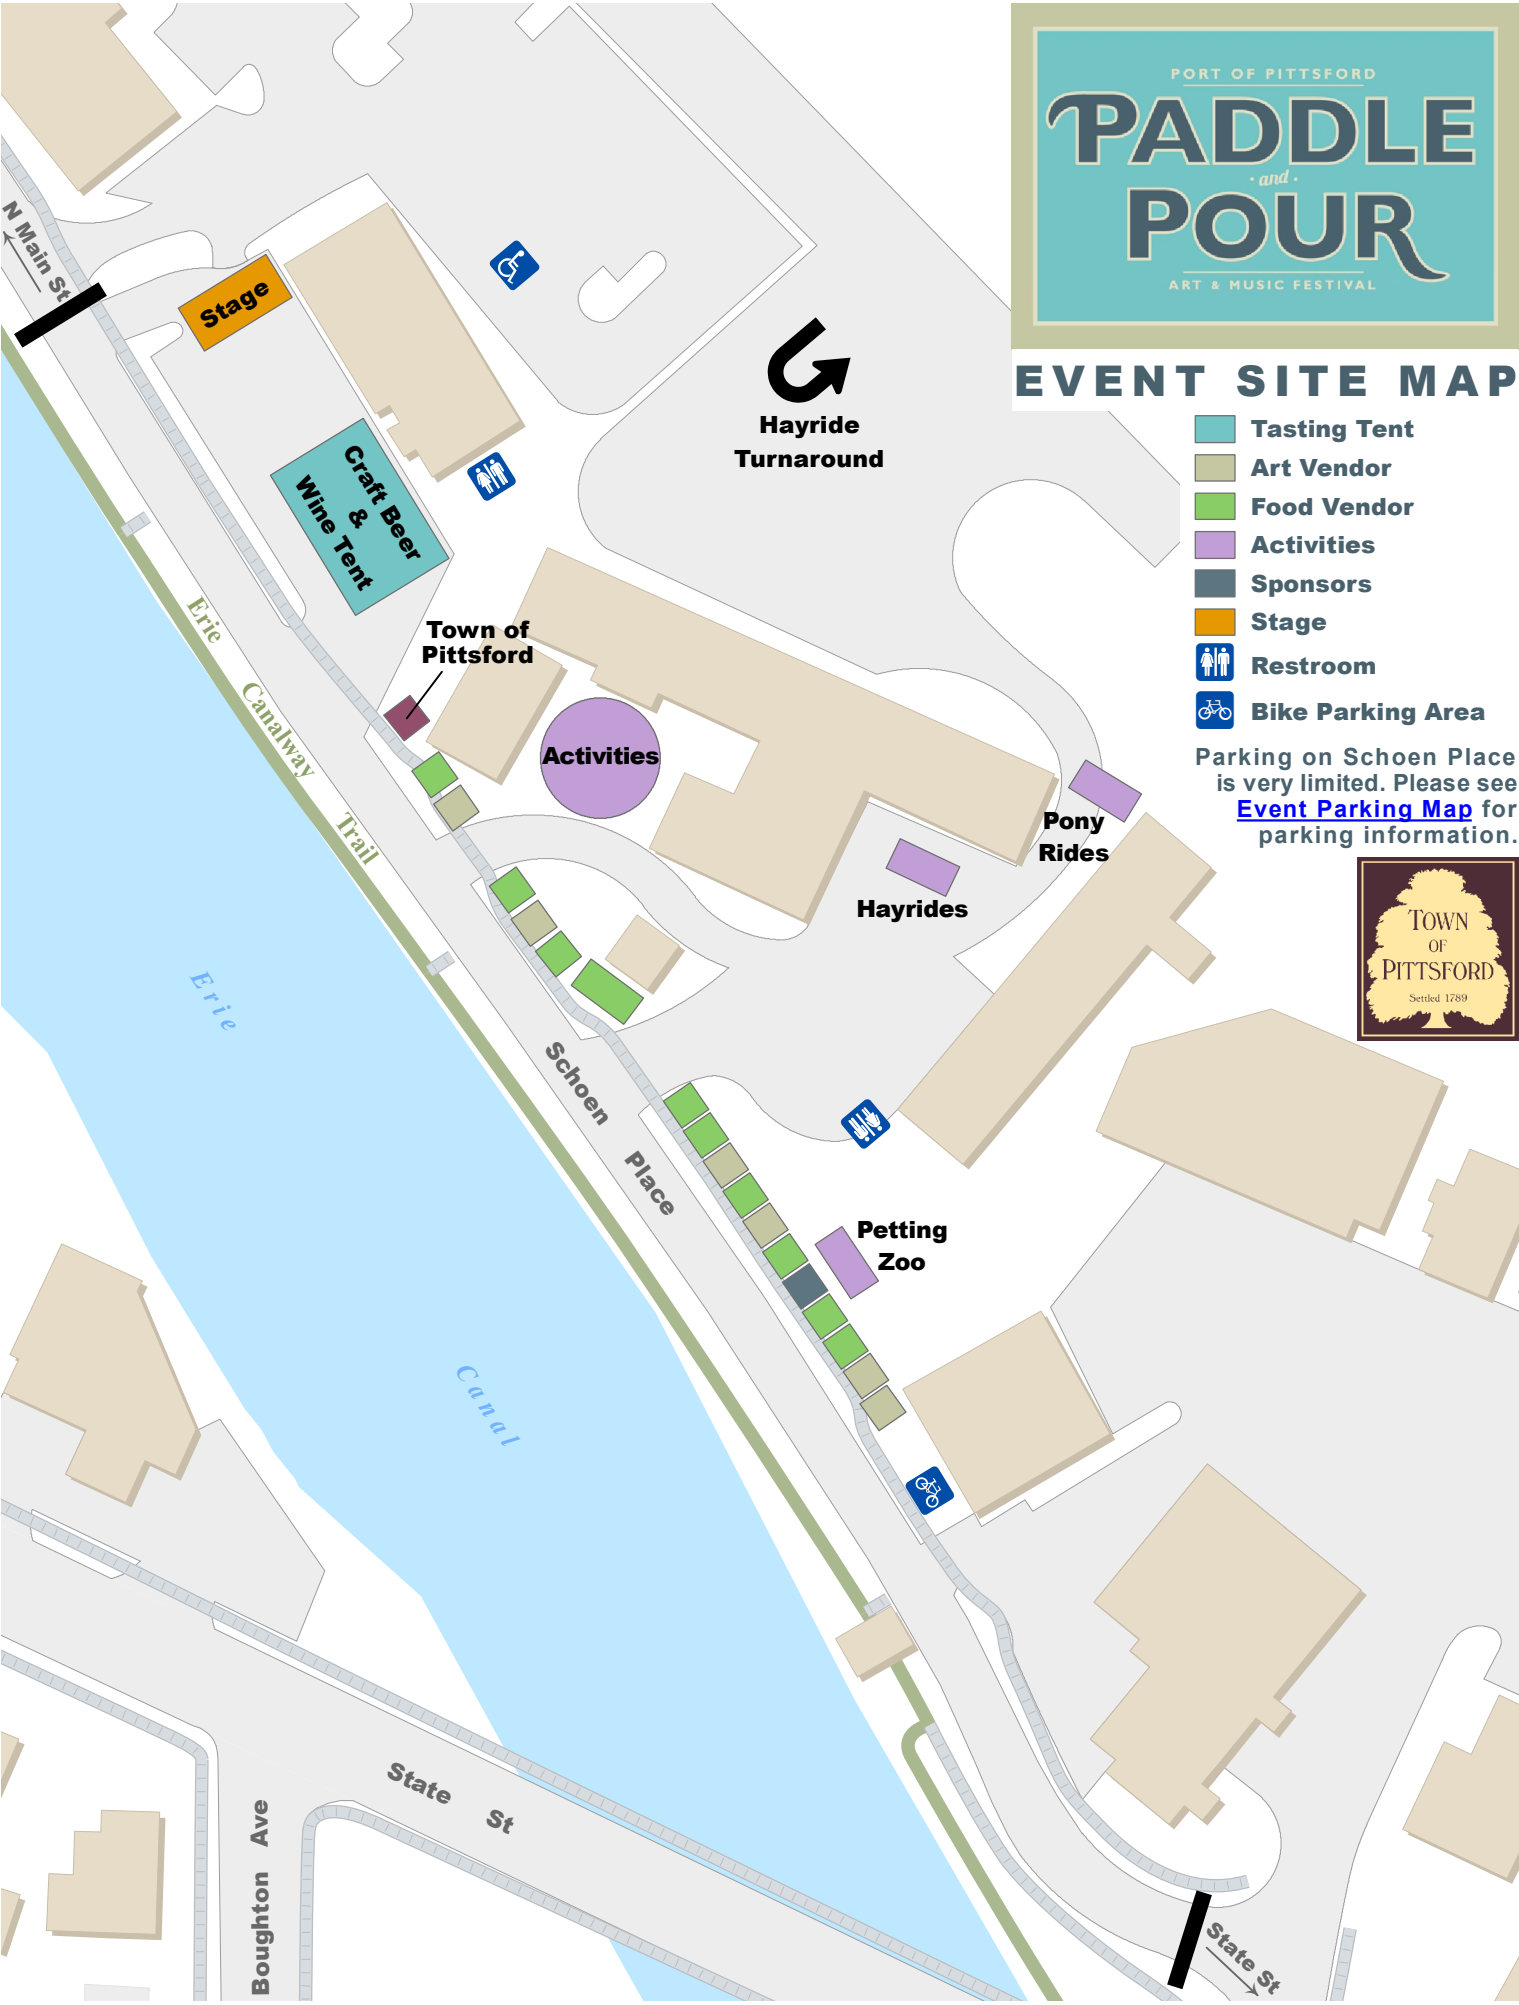 PORT OF PITTSFORD
PADDLE
· and ·
POUR
ART & MUSIC FESTIVAL
EVENT SITE MAP
Tasting Tent
Art Vendor
Food Vendor
Activities
Sponsors
Stage
Restroom
Bike Parking Area
Parking on Schoen Place
is very limited. Please see
Event Parking Map for
parking information.
TOWN
OF
PITTSFORD
Settled 1789
N Main St
Stage
Craft Beer
&
Wine Tent
Hayride
Turnaround
Town of
Pittsford
Activities
Pony
Rides
Hayrides
Erie
Canalway
Trail
Erie
Canal
Schoen
Place
Petting
Zoo
State St
Boughton Ave
State St